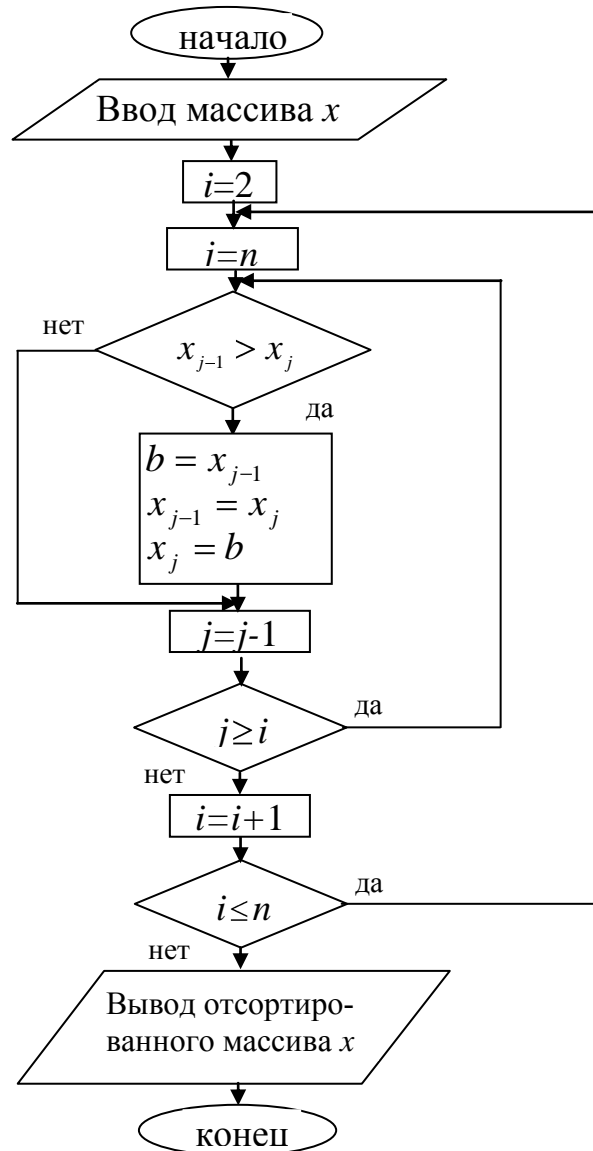 начало
Ввод массива x
i=2
j=n
нет
x_{j-1} > x_j
да
b = x_{j-1}
x_{j-1} = x_j
x_j = b
j=j-1
да
j≥i
нет
i=i+1
да
i≤n
нет
Вывод отсортиро-
ванного массива x
конец